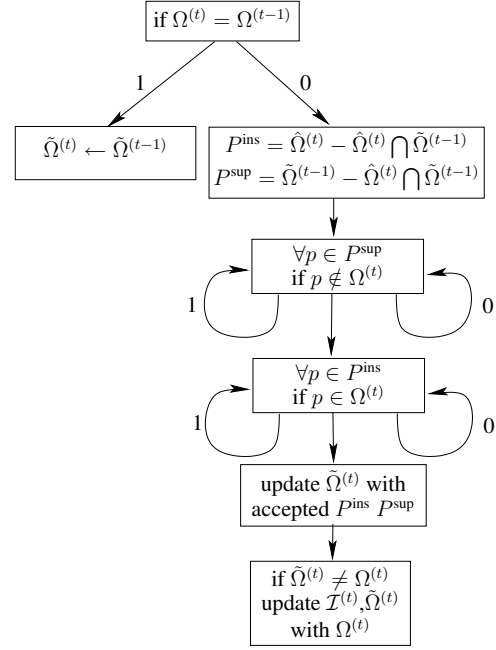 if Ω^(t) = Ω^(t−1)
1
0
Ω̃^(t) ← Ω̃^(t−1)
P^ins = Ω̂^(t) − Ω̂^(t) ⋂ Ω̃^(t−1)
P^sup = Ω̃^(t−1) − Ω̂^(t) ⋂ Ω̃^(t−1)
∀p ∈ P^sup
if p ∉ Ω^(t)
1
0
∀p ∈ P^ins
if p ∈ Ω^(t)
1
0
update Ω̃^(t) with
accepted P^ins P^sup
if Ω̃^(t) ≠ Ω^(t)
update 𝓘^(t),Ω̃^(t)
with Ω^(t)